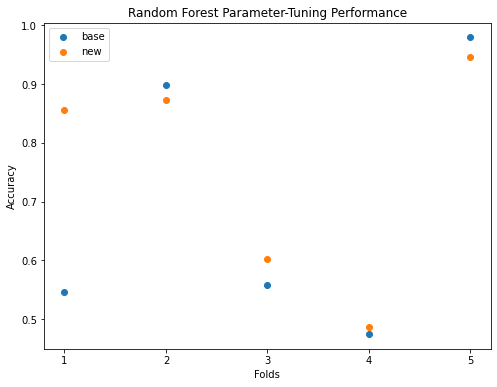 Random Forest Parameter-Tuning Performance
base
new
1.0
0.9
0.8
0.7
0.6
0.5
Accuracy
1 2 3 4 5
Folds